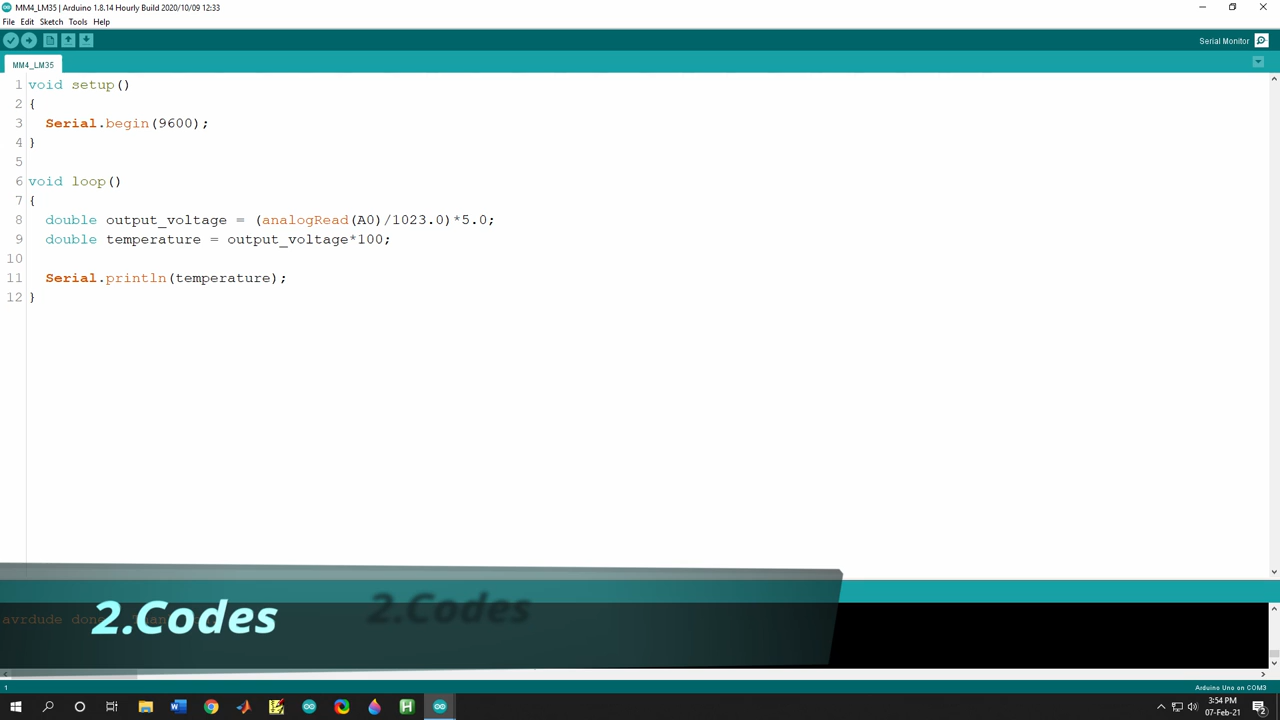 MM4_LM35 | Arduino 1.8.14 Hourly Build 2020/10/09 12:33
File Edit Sketch Tools Help
Serial Monitor
MM4_LM35
1 void setup()
2 {
3 Serial.begin(9600);
4 }
5
6 void loop()
7 {
8 double output_voltage = (analogRead(A0)/1023.0)*5.0;
9 double temperature = output_voltage*100;
10
11 Serial.println(temperature);
12 }
2.Codes
2.Codes
avrdude
1
Arduino Uno on COM3
3:54 PM
07-Feb-21
2